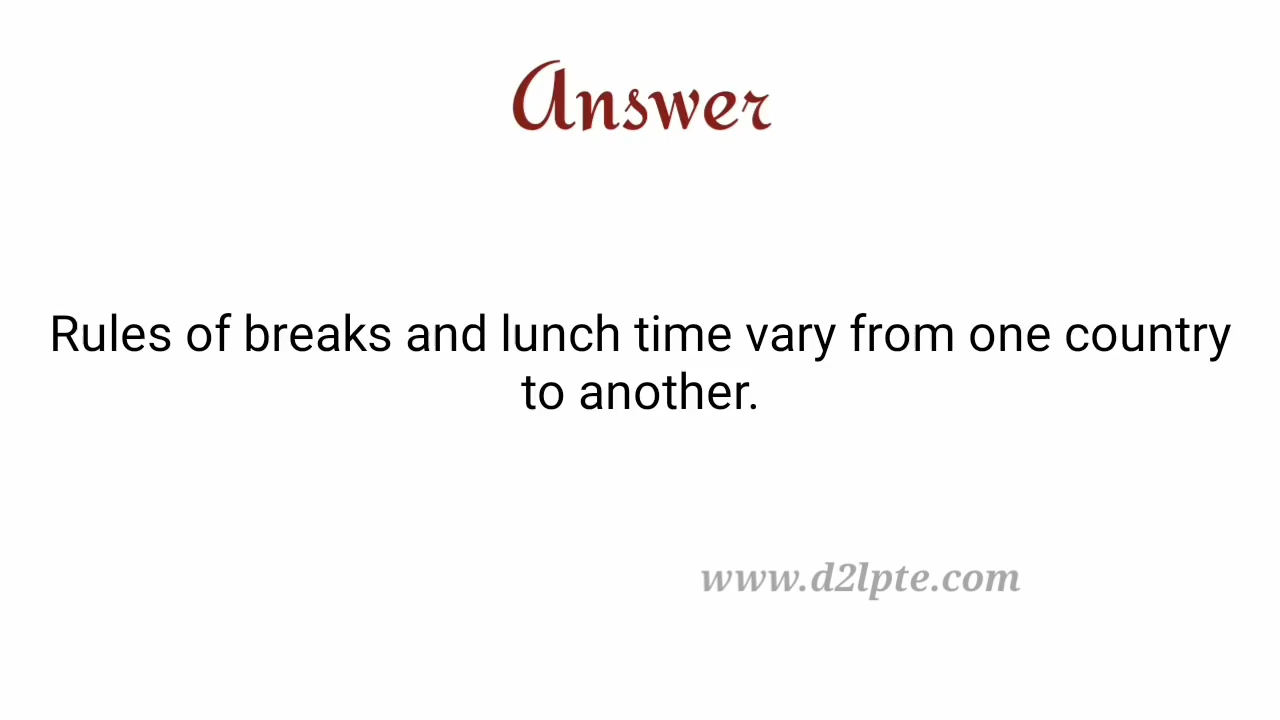 Answer
Rules of breaks and lunch time vary from one country
to another.
www.d2lpte.com